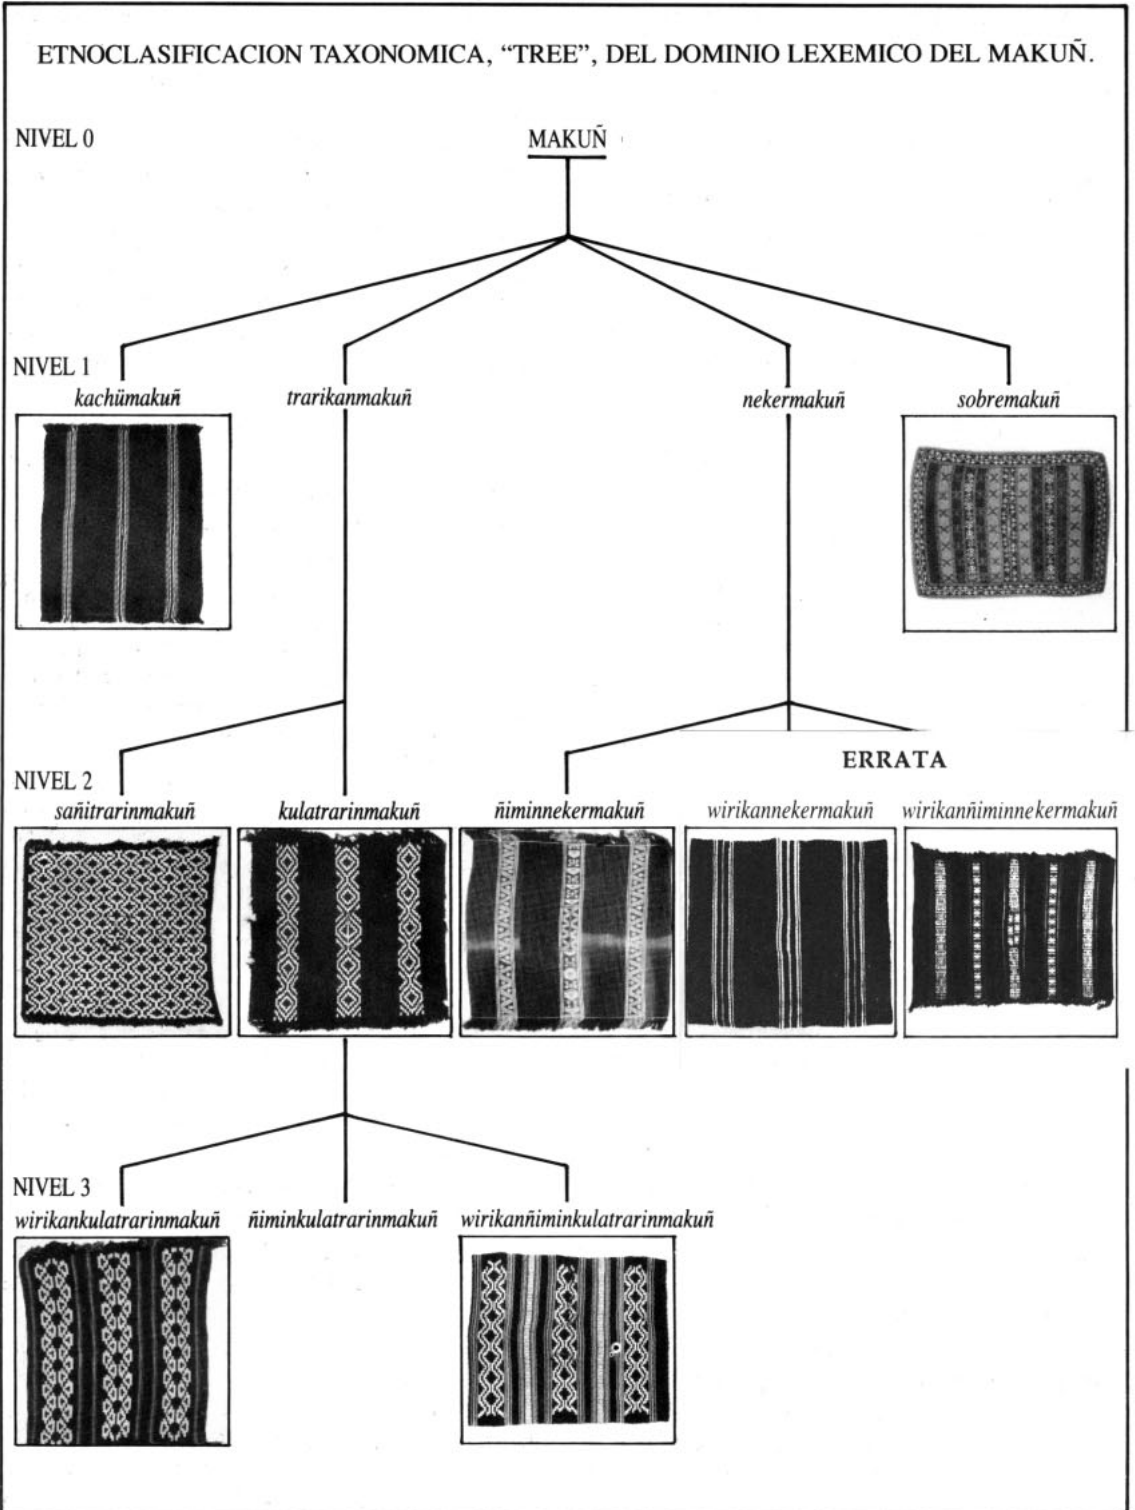 ETNOCLASIFICACION TAXONOMICA, “TREE”, DEL DOMINIO LEXEMICO DEL MAKUÑ.
NIVEL 0
MAKUÑ
NIVEL 1
kachümakuñ
trarikanmakuñ
nekermakuñ
sobremakuñ
ERRATA
NIVEL 2
sañitrarinmakuñ
kulatrarinmakuñ
ñiminnekermakuñ
wirikannekermakuñ
wirikanñiminnekermakuñ
NIVEL 3
wirikankulatrarinmakuñ
ñiminkulatrarinmakuñ
wirikanñiminkulatrarinmakuñ